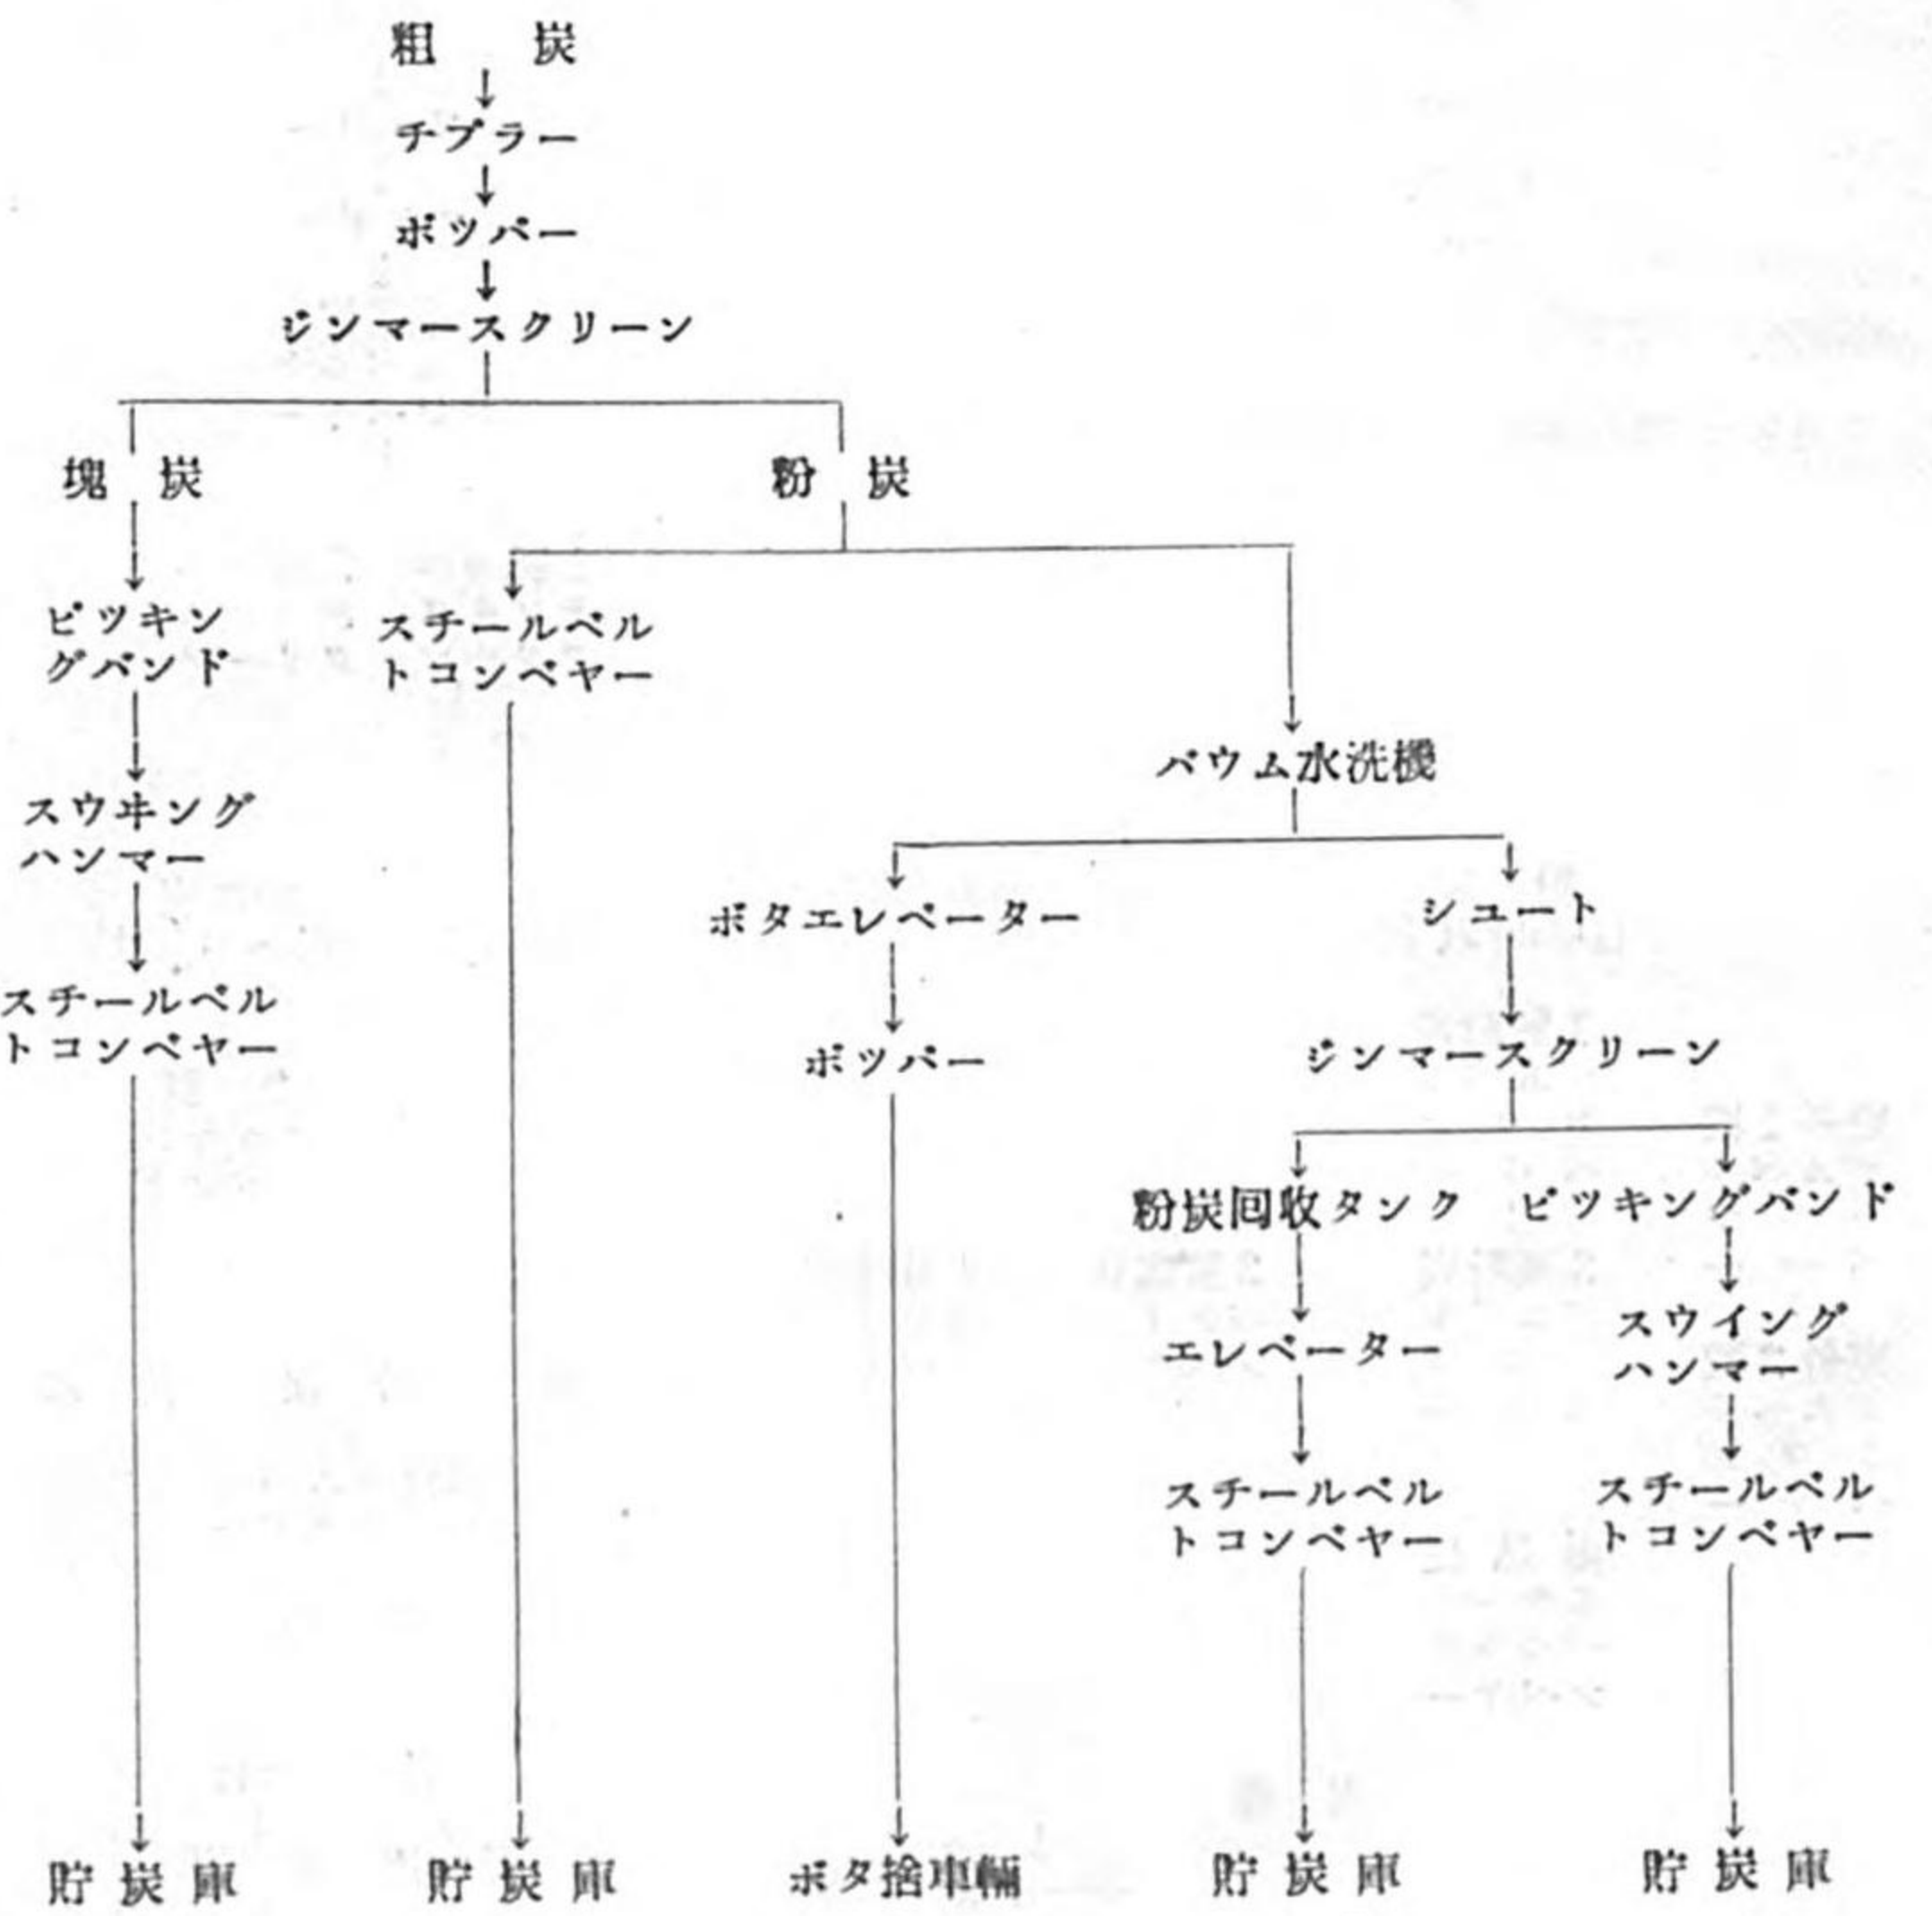 粗炭
チプラー
ポツパー
ジンマースクリーン
塊炭
粉炭
ピツキン
グバンド
スチールベル
トコンベヤー
バウム水洗機
スウヰング
ハンマー
ボタエレベーター
シユート
スチールベル
トコンベヤー
ポツパー
ジンマースクリーン
粉炭回收タンク
ピツキングバンド
エレベーター
スウイング
ハンマー
スチールベル
トコンベヤー
スチールベル
トコンベヤー
貯炭庫
貯炭庫
ボタ捨車輛
貯炭庫
貯炭庫